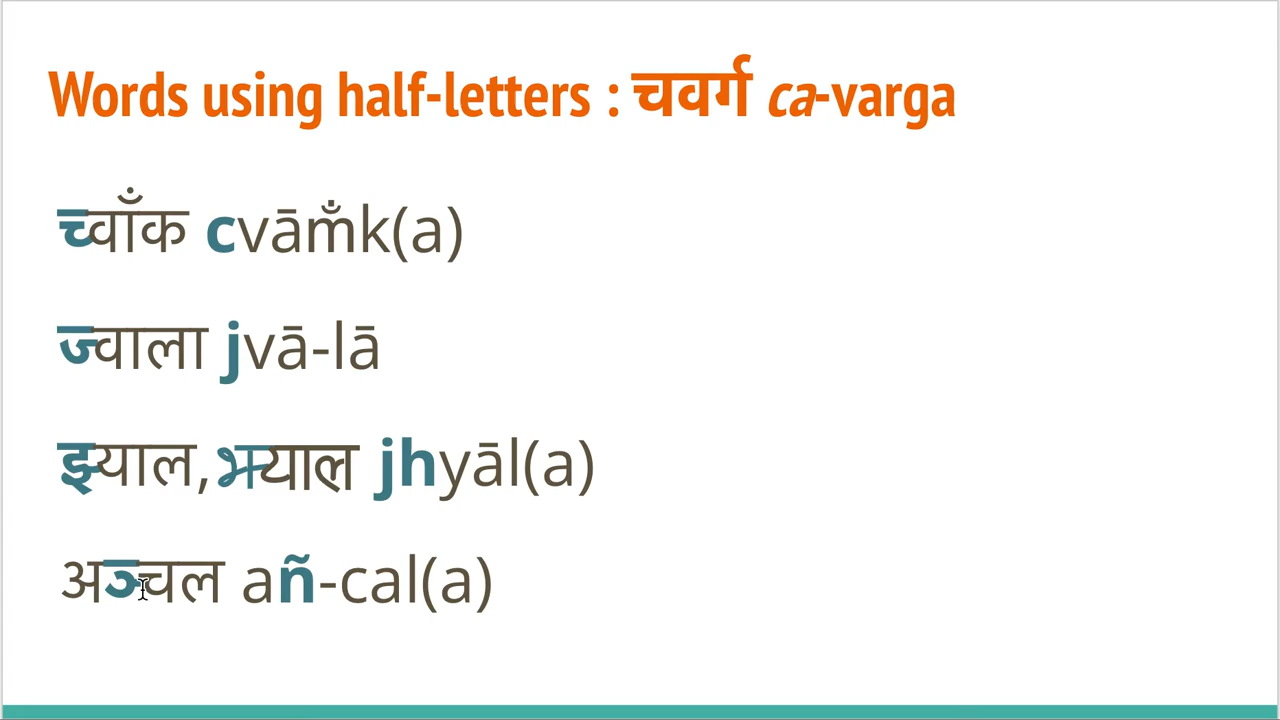 Words using half-letters : चवर्ग ca-varga
च्वाँक cvām̐k(a)
ज्वाला jvā-lā
झ्याल,झ्याल jhyāl(a)
अञ्चल añ-cal(a)